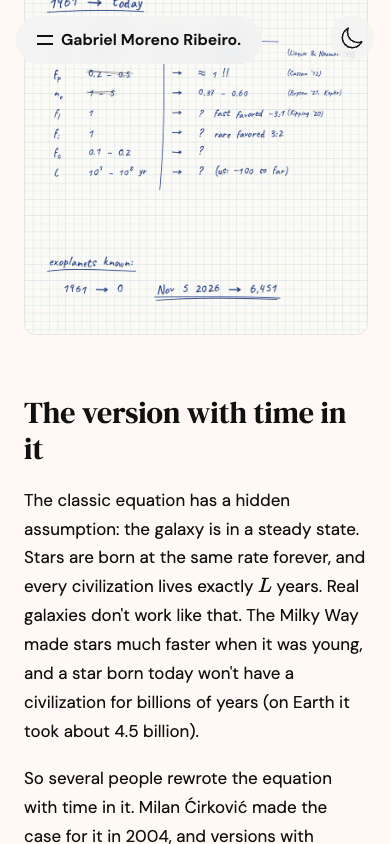 1961 → today
Gabriel Moreno Ribeiro.
fp 0.2 - 0.5 → ≈ 1 !! (Cassan '12)
ne 1 - 5 → 0.37 - 0.60 (Bryson '21, Kepler)
fl 1 → ? fast favored ~3:1 (Kipping '20)
fi 1 → ? rare favored 3:2
fc 0.1 - 0.2 → ?
L 10³ - 10⁸ yr → ? (us: ~100 so far)
exoplanets known:
1961 → 0 Nov 5 2026 → 6,451
The version with time in
it
The classic equation has a hidden
assumption: the galaxy is in a steady state.
Stars are born at the same rate forever, and
every civilization lives exactly L years. Real
galaxies don't work like that. The Milky Way
made stars much faster when it was young,
and a star born today won't have a
civilization for billions of years (on Earth it
took about 4.5 billion).
So several people rewrote the equation
with time in it. Milan Ćirković made the
case for it in 2004, and versions with